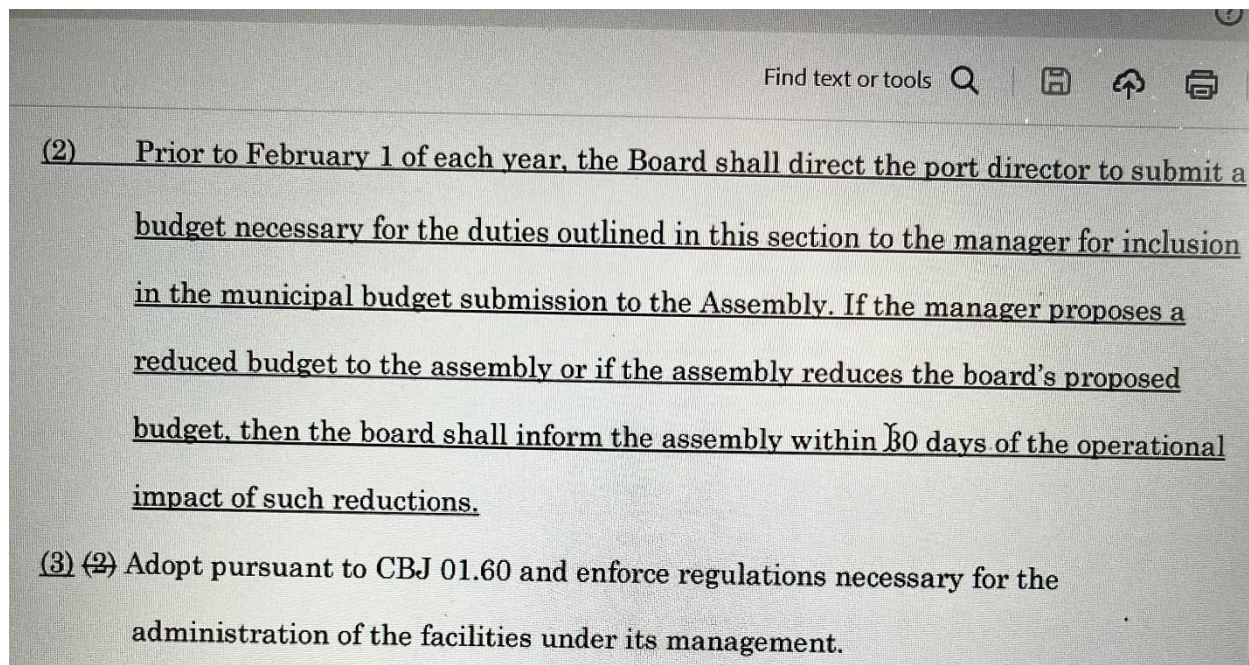 Find text or tools
(2) Prior to February 1 of each year, the Board shall direct the port director to submit a
budget necessary for the duties outlined in this section to the manager for inclusion
in the municipal budget submission to the Assembly. If the manager proposes a
reduced budget to the assembly or if the assembly reduces the board's proposed
budget, then the board shall inform the assembly within 30 days of the operational
impact of such reductions.
(3) (2) Adopt pursuant to CBJ 01.60 and enforce regulations necessary for the
administration of the facilities under its management.